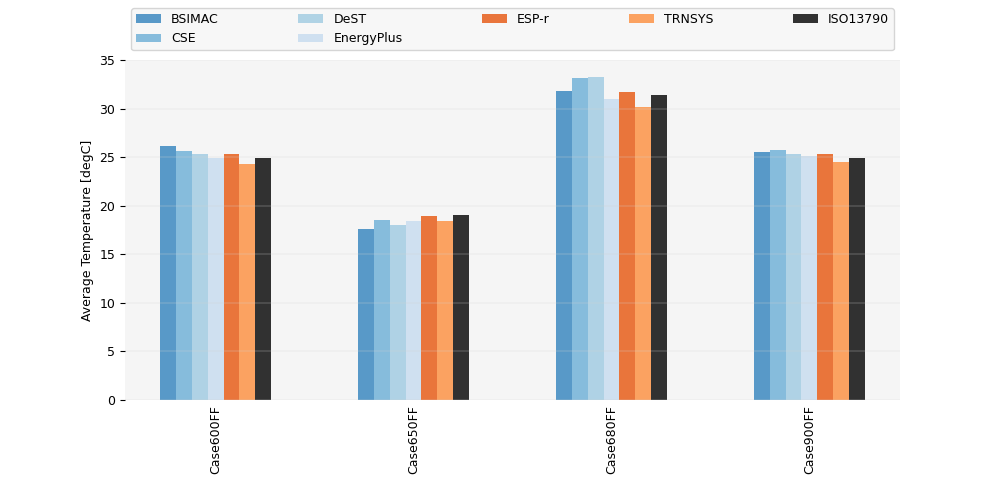 BSIMAC DeST ESP-r TRNSYS ISO13790
CSE EnergyPlus
35
30
25
20
15
10
5
0
Average Temperature [degC]
Case600FF Case650FF Case680FF Case900FF